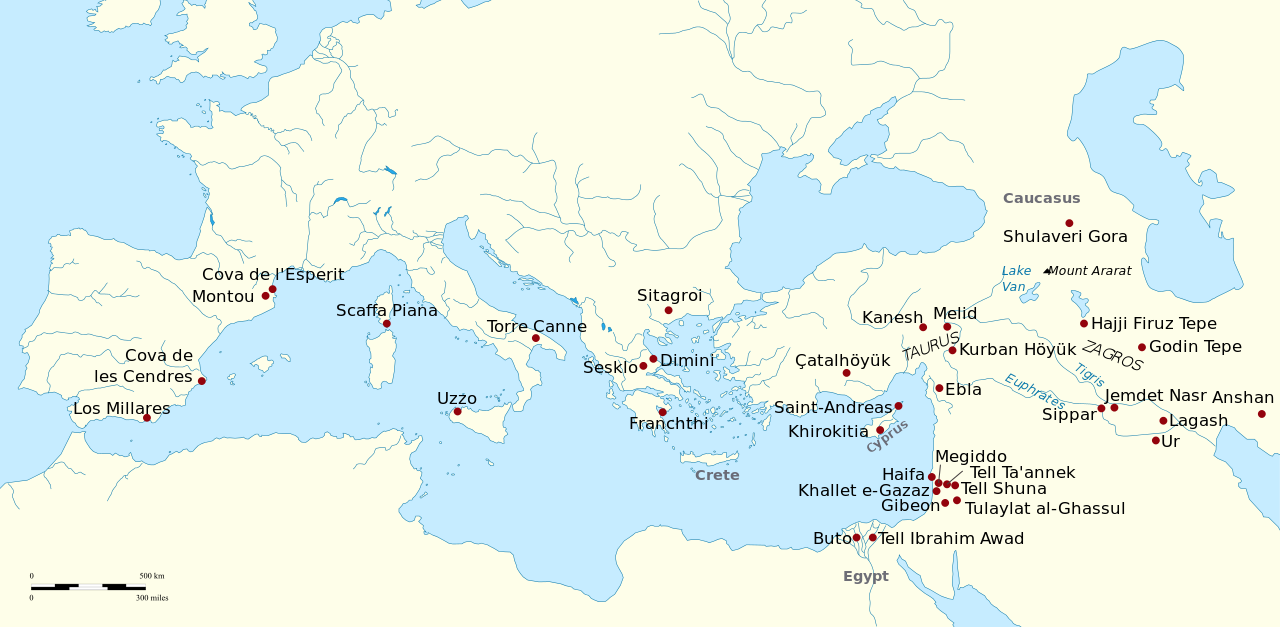 Caucasus
Shulaveri Gora
Lake
Van
Mount Ararat
Cova de l'Esperit
Montou
Scaffa Piana
Sitagroi
Torre Canne
Kanesh
Melid
Hajji Firuz Tepe
TAURUS
Kurban Höyük
ZAGROS
Godin Tepe
Cova de
les Cendres
Sesklo
Dimini
Çatalhöyük
Ebla
Euphrates
Tigris
Jemdet Nasr
Anshan
Los Millares
Uzzo
Franchthi
Saint-Andreas
Sippar
Lagash
Khirokitia
Cyprus
Ur
Megiddo
Crete
Haifa
Tell Ta'annek
Khallet e-Gazaz
Tell Shuna
Gibeon
Tulaylat al-Ghassul
Buto
Tell Ibrahim Awad
Egypt
0 500 km
0 300 miles